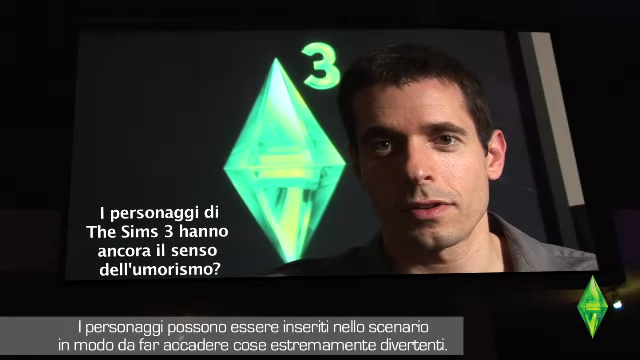 3
I personaggi di
The Sims 3 hanno
ancora il senso
dell'umorismo?
I personaggi possono essere inseriti nello scenario
in modo da far accadere cose estremamente divertenti.